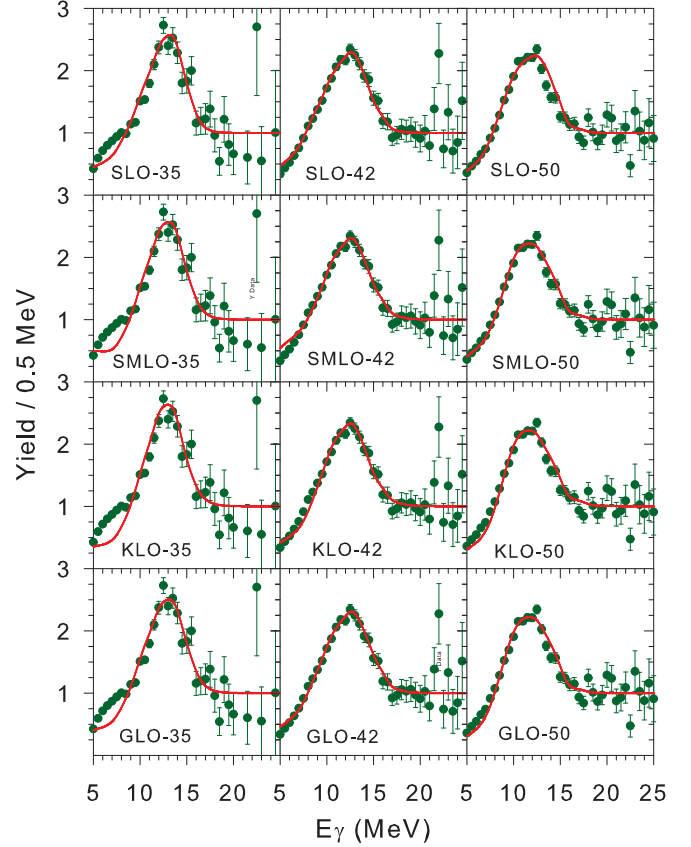 3
2
1
SLO-35
SLO-42
SLO-50
3
2
1
Y Data
SMLO-35
SMLO-42
SMLO-50
Yield / 0.5 MeV
3
2
1
KLO-35
KLO-42
KLO-50
3
2
1
Data
GLO-35
GLO-42
GLO-50
5 10 15 20 5 10 15 20 5 10 15 20 25
Eγ (MeV)